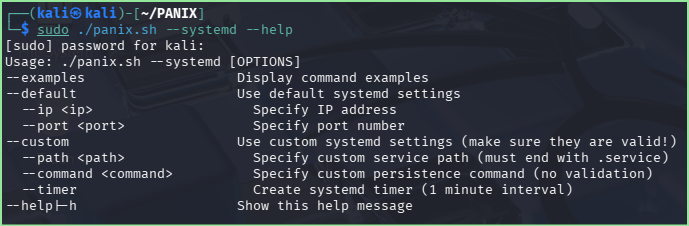 ┌──(kali㉿kali)-[~/PANIX]
└─$ sudo ./panix.sh --systemd --help
[sudo] password for kali:
Usage: ./panix.sh --systemd [OPTIONS]
--examples                   Display command examples
--default                    Use default systemd settings
  --ip <ip>                    Specify IP address
  --port <port>                Specify port number
--custom                     Use custom systemd settings (make sure they are valid!)
  --path <path>                Specify custom service path (must end with .service)
  --command <command>          Specify custom persistence command (no validation)
  --timer                      Create systemd timer (1 minute interval)
--help|-h                    Show this help message